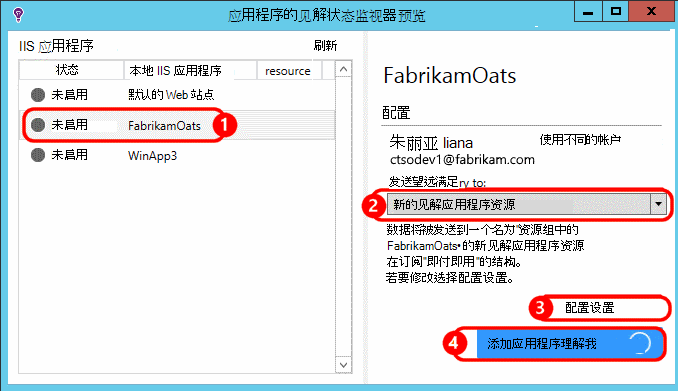 应用程序的见解状态监视器预览
IIS 应用程序
刷新
状态
本地 IIS 应用程序
resource
未启用
默认的 Web 站点
未启用
FabrikamOats
1
未启用
WinApp3
FabrikamOats
配置
朱丽亚 liana
使用不同的帐户
ctsodev1@fabrikam.com
发送望远满足ry to:
2
新的见解应用程序资源
数据将被发送到一个名为"资源组中的
FabrikamOats• 的新见解应用程序资源
在订阅"即付即用"的结构。
若要修改选择配置设置。
3
配置设置
4
添加应用程序理解我